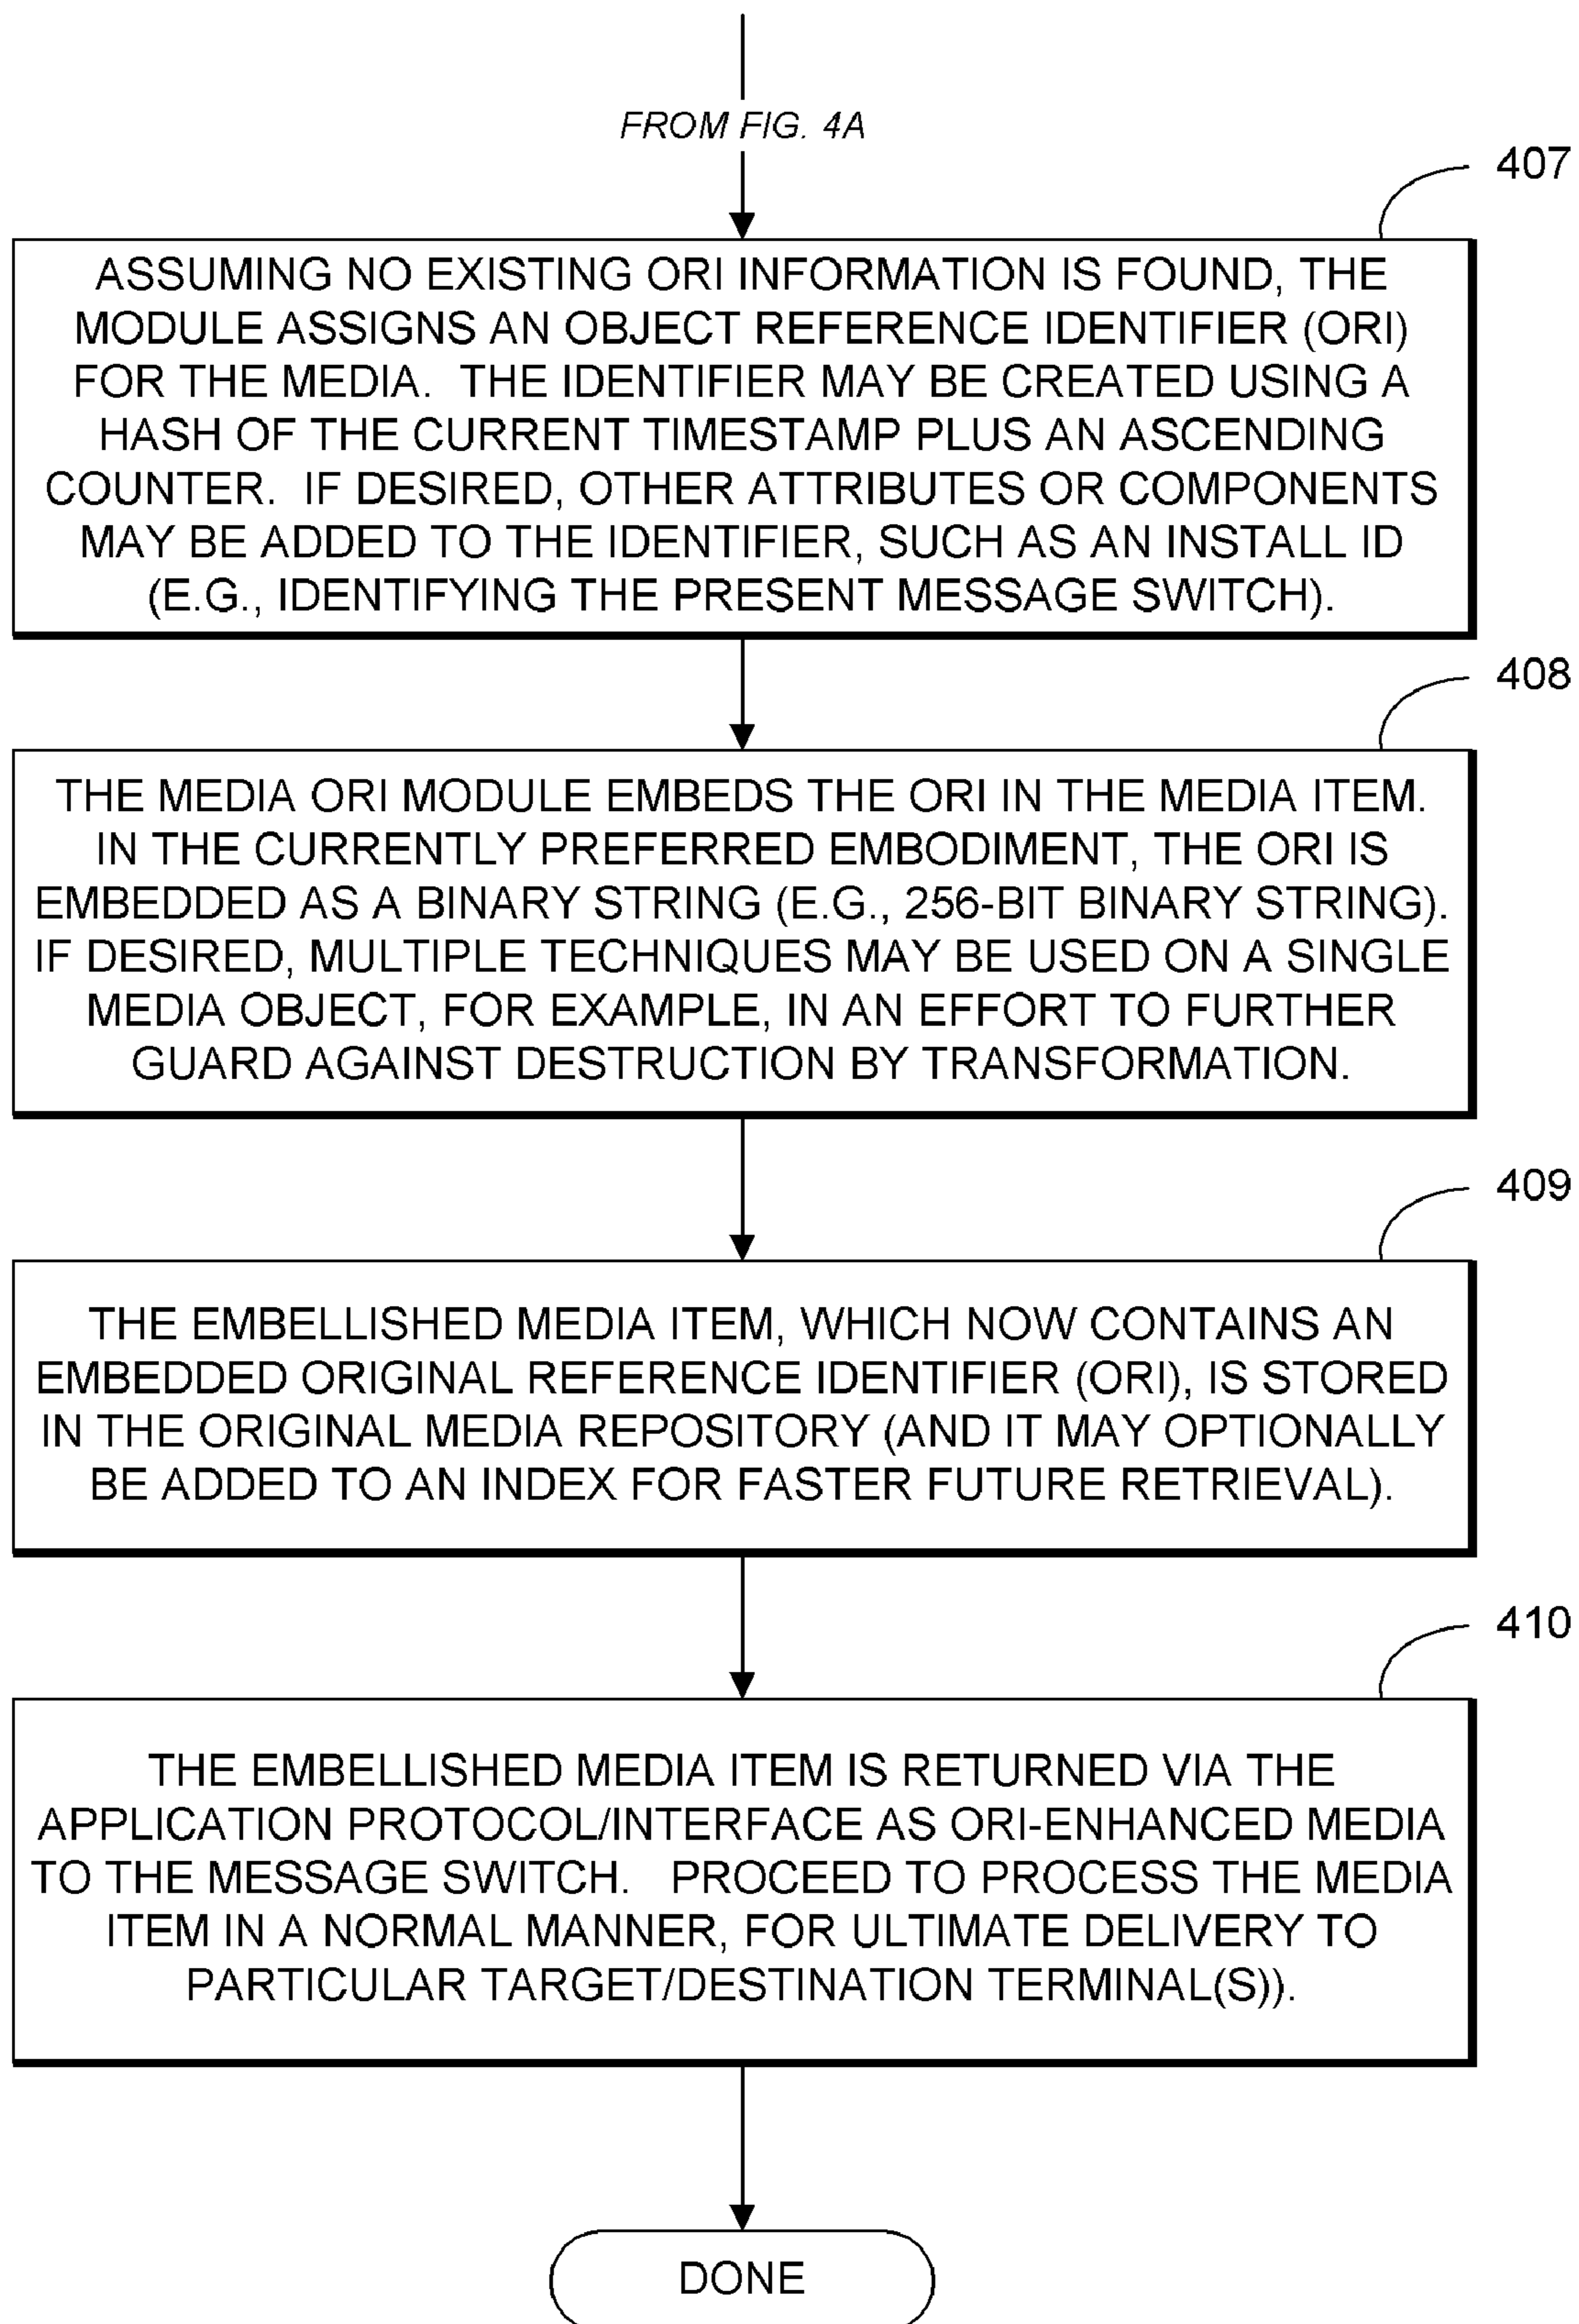 FROM FIG. 4A
407
ASSUMING NO EXISTING ORI INFORMATION IS FOUND, THE
MODULE ASSIGNS AN OBJECT REFERENCE IDENTIFIER (ORI)
FOR THE MEDIA.  THE IDENTIFIER MAY BE CREATED USING A
HASH OF THE CURRENT TIMESTAMP PLUS AN ASCENDING
COUNTER.  IF DESIRED, OTHER ATTRIBUTES OR COMPONENTS
MAY BE ADDED TO THE IDENTIFIER, SUCH AS AN INSTALL ID
(E.G., IDENTIFYING THE PRESENT MESSAGE SWITCH).
408
THE MEDIA ORI MODULE EMBEDS THE ORI IN THE MEDIA ITEM.
IN THE CURRENTLY PREFERRED EMBODIMENT, THE ORI IS
EMBEDDED AS A BINARY STRING (E.G., 256-BIT BINARY STRING).
IF DESIRED, MULTIPLE TECHNIQUES MAY BE USED ON A SINGLE
MEDIA OBJECT, FOR EXAMPLE, IN AN EFFORT TO FURTHER
GUARD AGAINST DESTRUCTION BY TRANSFORMATION.
409
THE EMBELLISHED MEDIA ITEM, WHICH NOW CONTAINS AN
EMBEDDED ORIGINAL REFERENCE IDENTIFIER (ORI), IS STORED
IN THE ORIGINAL MEDIA REPOSITORY (AND IT MAY OPTIONALLY
BE ADDED TO AN INDEX FOR FASTER FUTURE RETRIEVAL).
410
THE EMBELLISHED MEDIA ITEM IS RETURNED VIA THE
APPLICATION PROTOCOL/INTERFACE AS ORI-ENHANCED MEDIA
TO THE MESSAGE SWITCH.   PROCEED TO PROCESS THE MEDIA
ITEM IN A NORMAL MANNER, FOR ULTIMATE DELIVERY TO
PARTICULAR TARGET/DESTINATION TERMINAL(S)).
DONE